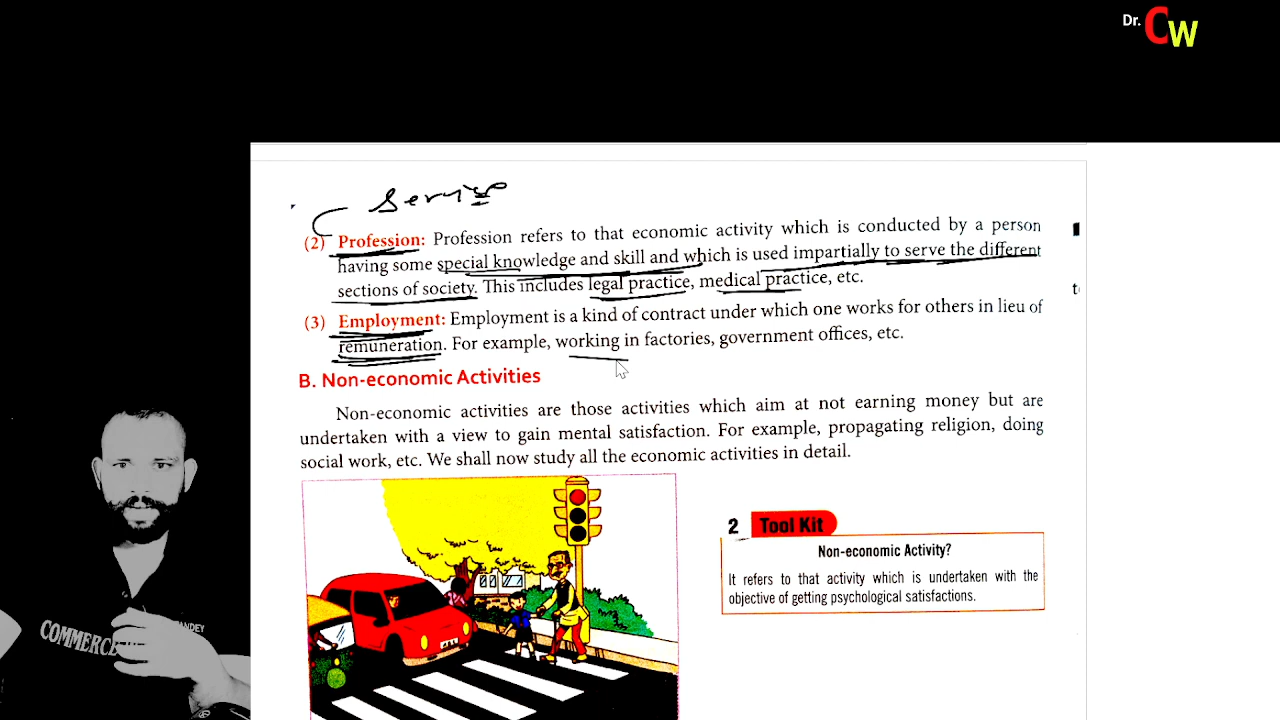 Dr. CW
Service
(2) Profession: Profession refers to that economic activity which is conducted by a person
having some special knowledge and skill and which is used impartially to serve the different
sections of society. This includes legal practice, medical practice, etc.
(3) Employment: Employment is a kind of contract under which one works for others in lieu of
remuneration. For example, working in factories, government offices, etc.
B. Non-economic Activities
Non-economic activities are those activities which aim at not earning money but are
undertaken with a view to gain mental satisfaction. For example, propagating religion, doing
social work, etc. We shall now study all the economic activities in detail.
2 Tool Kit
Non-economic Activity?
It refers to that activity which is undertaken with the
objective of getting psychological satisfactions.
COMMERCE